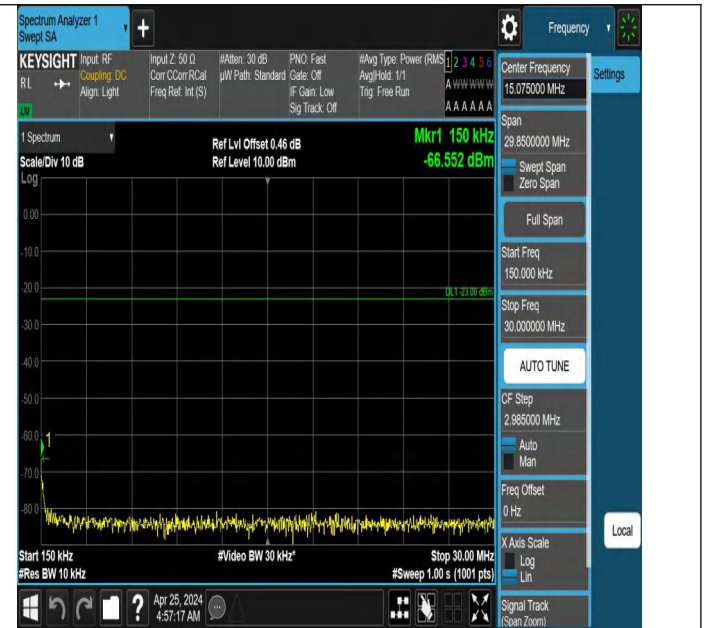 Spectrum Analyzer 1
Swept SA
Frequency
KEYSIGHT
RL
LXI
Input: RF
Coupling: DC
Align: Light
Input Z: 50 Ω
Corr CCorr RCal
Freq Ref: Int (S)
#Atten: 30 dB
µW Path: Standard
PNO: Fast
Gate: Off
IF Gain: Low
Sig Track: Off
#Avg Type: Power (RMS
Avg|Hold: 1/1
Trig: Free Run
1 2 3 4 5 6
A W W W W W
A A A A A A
1 Spectrum
Scale/Div 10 dB
Log
Ref Lvl Offset 0.46 dB
Ref Level 10.00 dBm
Mkr1 150 kHz
-66.552 dBm
0.00
-10.0
-20.0
DL1 -23.00 dBm
-30.0
-40.0
-50.0
-60.0
1
-70.0
-80.0
Start 150 kHz
#Res BW 10 kHz
#Video BW 30 kHz*
Stop 30.00 MHz
#Sweep 1.00 s (1001 pts)
?
Apr 25, 2024
4:57:17 AM
Center Frequency
15.075000 MHz
Settings
Span
29.8500000 MHz
Swept Span
Zero Span
Full Span
Start Freq
150.000 kHz
Stop Freq
30.000000 MHz
AUTO TUNE
CF Step
2.985000 MHz
Auto
Man
Freq Offset
0 Hz
X Axis Scale
Log
Lin
Local
Signal Track
(Span Zoom)